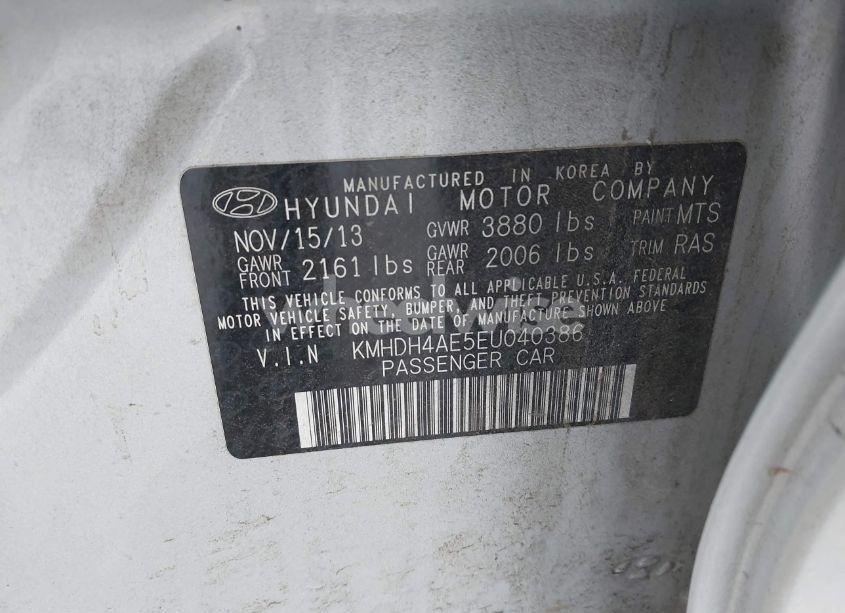 MANUFACTURED IN KOREA BY
HYUNDAI MOTOR COMPANY
NOV/15/13 GVWR 3880 lbs PAINT MTS
GAWR FRONT 2161 lbs GAWR REAR 2006 lbs TRIM RAS
THIS VEHICLE CONFORMS TO ALL APPLICABLE U.S.A. FEDERAL
MOTOR VEHICLE SAFETY, BUMPER, AND THEFT PREVENTION STANDARDS
IN EFFECT ON THE DATE OF MANUFACTURE SHOWN ABOVE.
V.I.N KMHDH4AE5EU040386
PASSENGER CAR